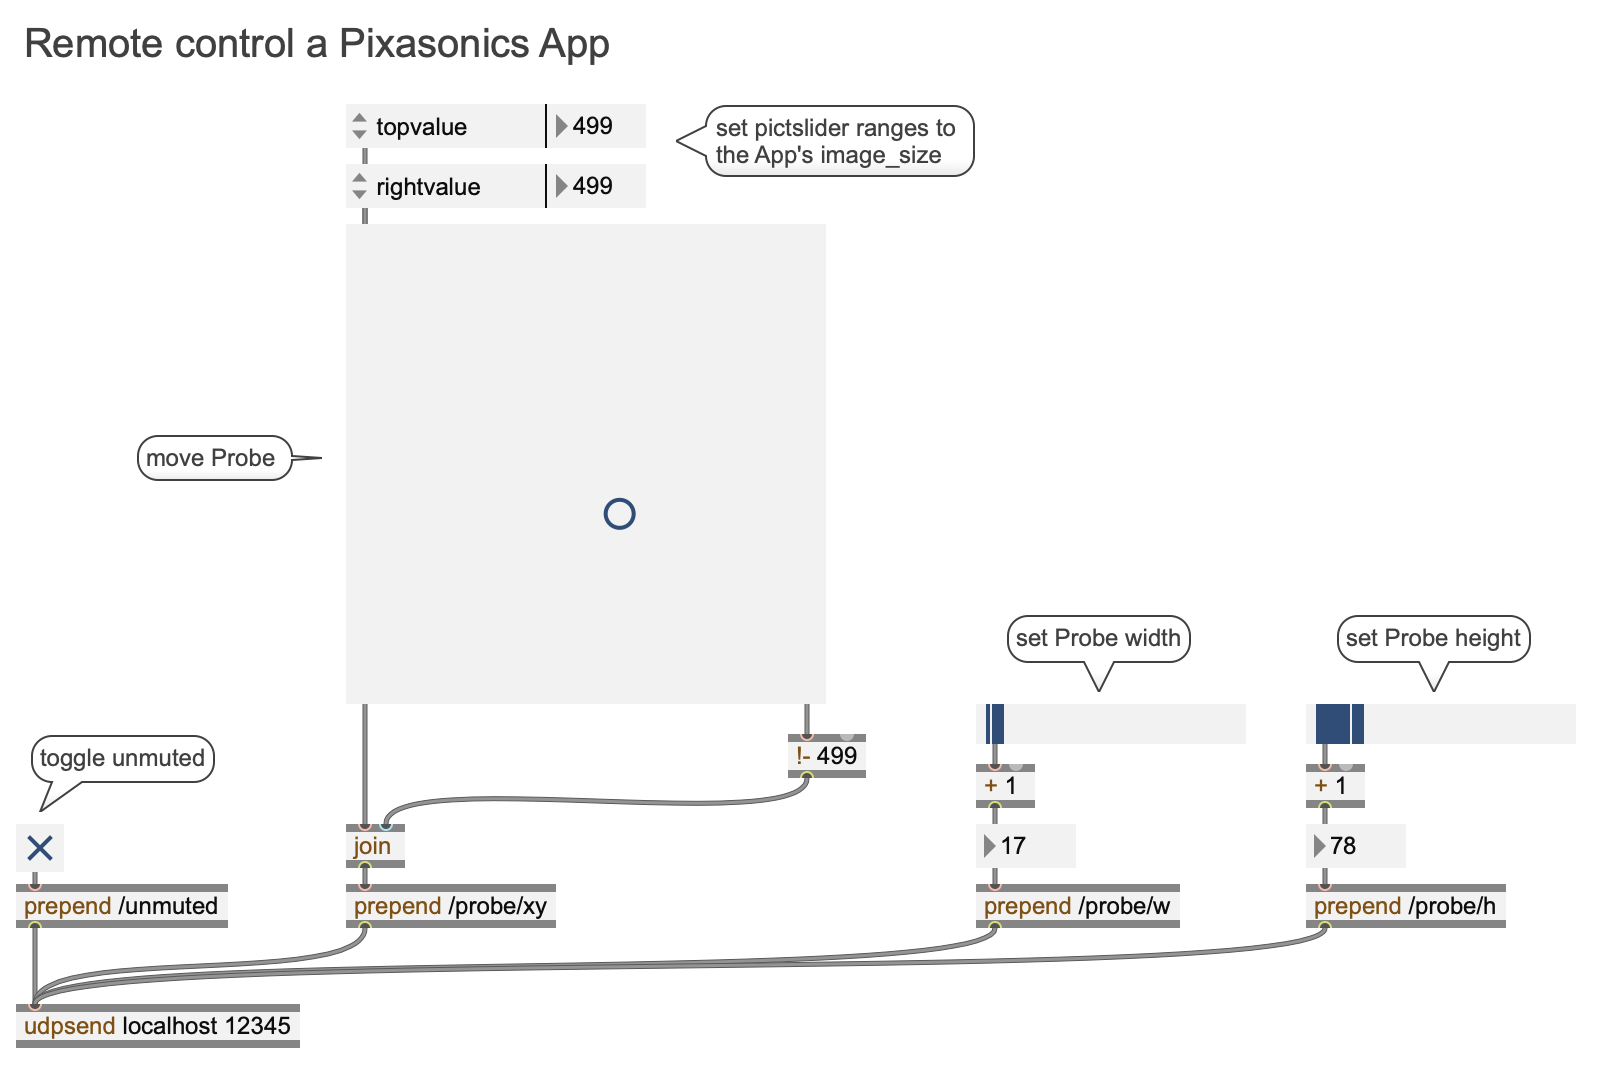 Remote control a Pixasonics App
topvalue
499
set pictslider ranges to
the App's image_size
rightvalue
499
move Probe
set Probe width
set Probe height
toggle unmuted
!- 499
+ 1
+ 1
join
17
78
prepend /unmuted
prepend /probe/xy
prepend /probe/w
prepend /probe/h
udpsend localhost 12345